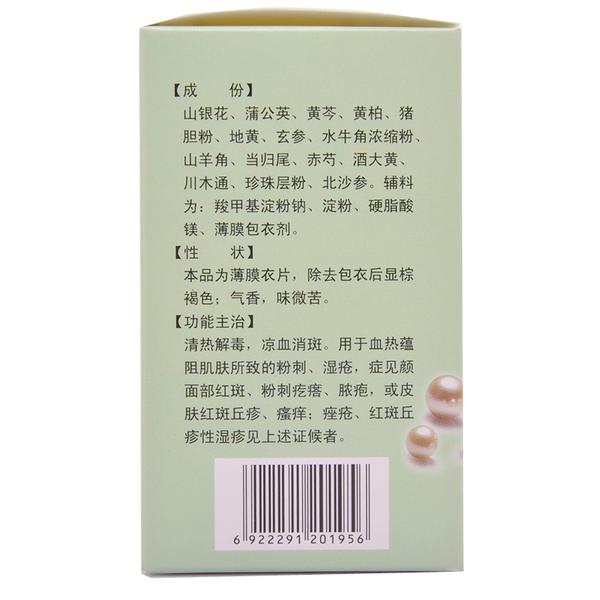 【成　份】
山银花、蒲公英、黄芩、黄柏、猪
胆粉、地黄、玄参、水牛角浓缩粉、
山羊角、当归尾、赤芍、酒大黄、
川木通、珍珠层粉、北沙参。辅料
为：羧甲基淀粉钠、淀粉、硬脂酸
镁、薄膜包衣剂。
【性　状】
本品为薄膜衣片，除去包衣后显棕
褐色；气香，味微苦。
【功能主治】
清热解毒，凉血消斑。用于血热蕴
阻肌肤所致的粉刺、湿疮，症见颜
面部红斑、粉刺疙瘩、脓疱，或皮
肤红斑丘疹、瘙痒；痤疮、红斑丘
疹性湿疹见上述证候者。
6 922291 201956